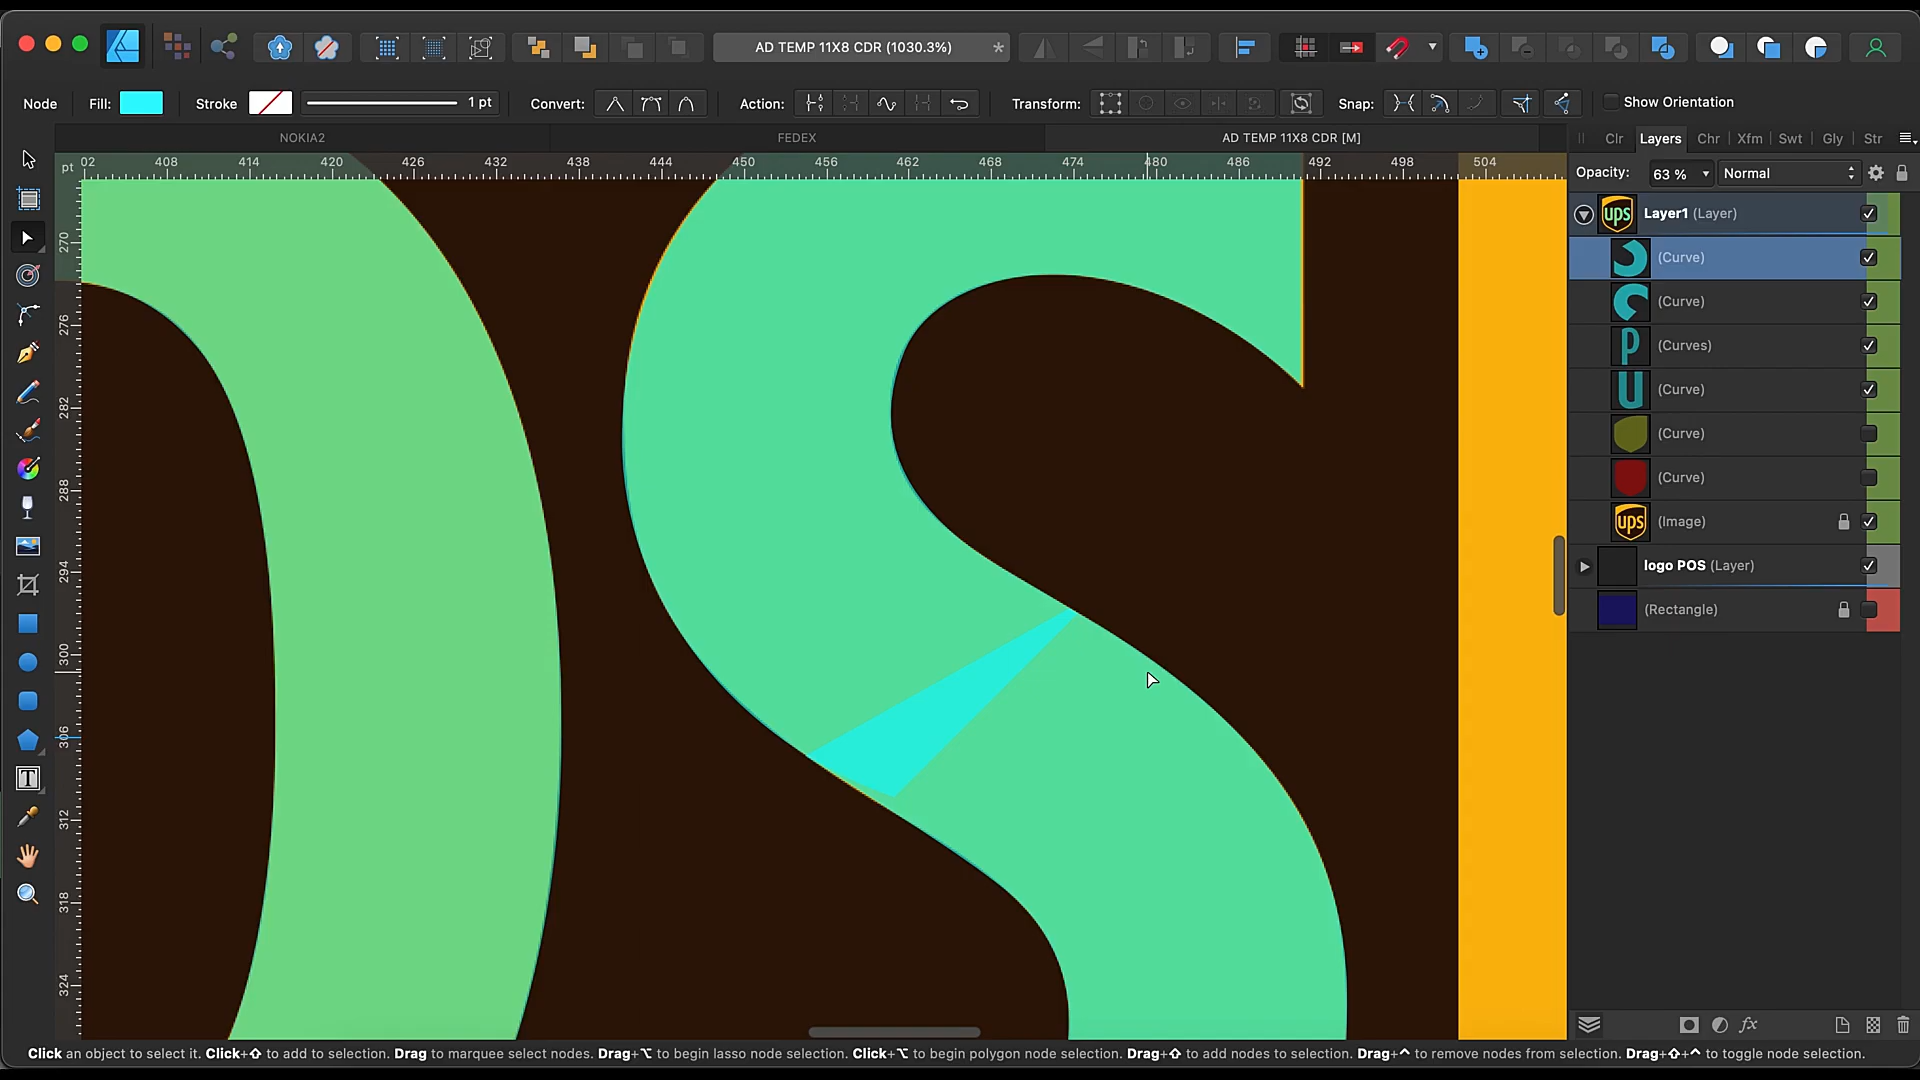 AD TEMP 11X8 CDR (1030.3%) *
Node Fill: Stroke 1 pt Convert: Action: Transform: Snap: Show Orientation
NOKIA2 FEDEX AD TEMP 11X8 CDR [M]
Clr Layers Chr Xfm Swt Gly Str
pt 02 408 414 420 426 432 438 444 450 456 462 468 474 480 486 492 498 504
Opacity: 63 % Normal
270
276
282
288
294
300
306
312
318
324
ups Layer1 (Layer)
(Curve)
(Curve)
p (Curves)
U (Curve)
(Curve)
(Curve)
ups (Image)
logo POS (Layer)
(Rectangle)
T
fx
Click an object to select it. Click+⇧ to add to selection. Drag to marquee select nodes. Drag+⌥ to begin lasso node selection. Click+⌥ to begin polygon node selection. Drag+⇧ to add nodes to selection. Drag+^ to remove nodes from selection. Drag+⇧+^ to toggle node selection.